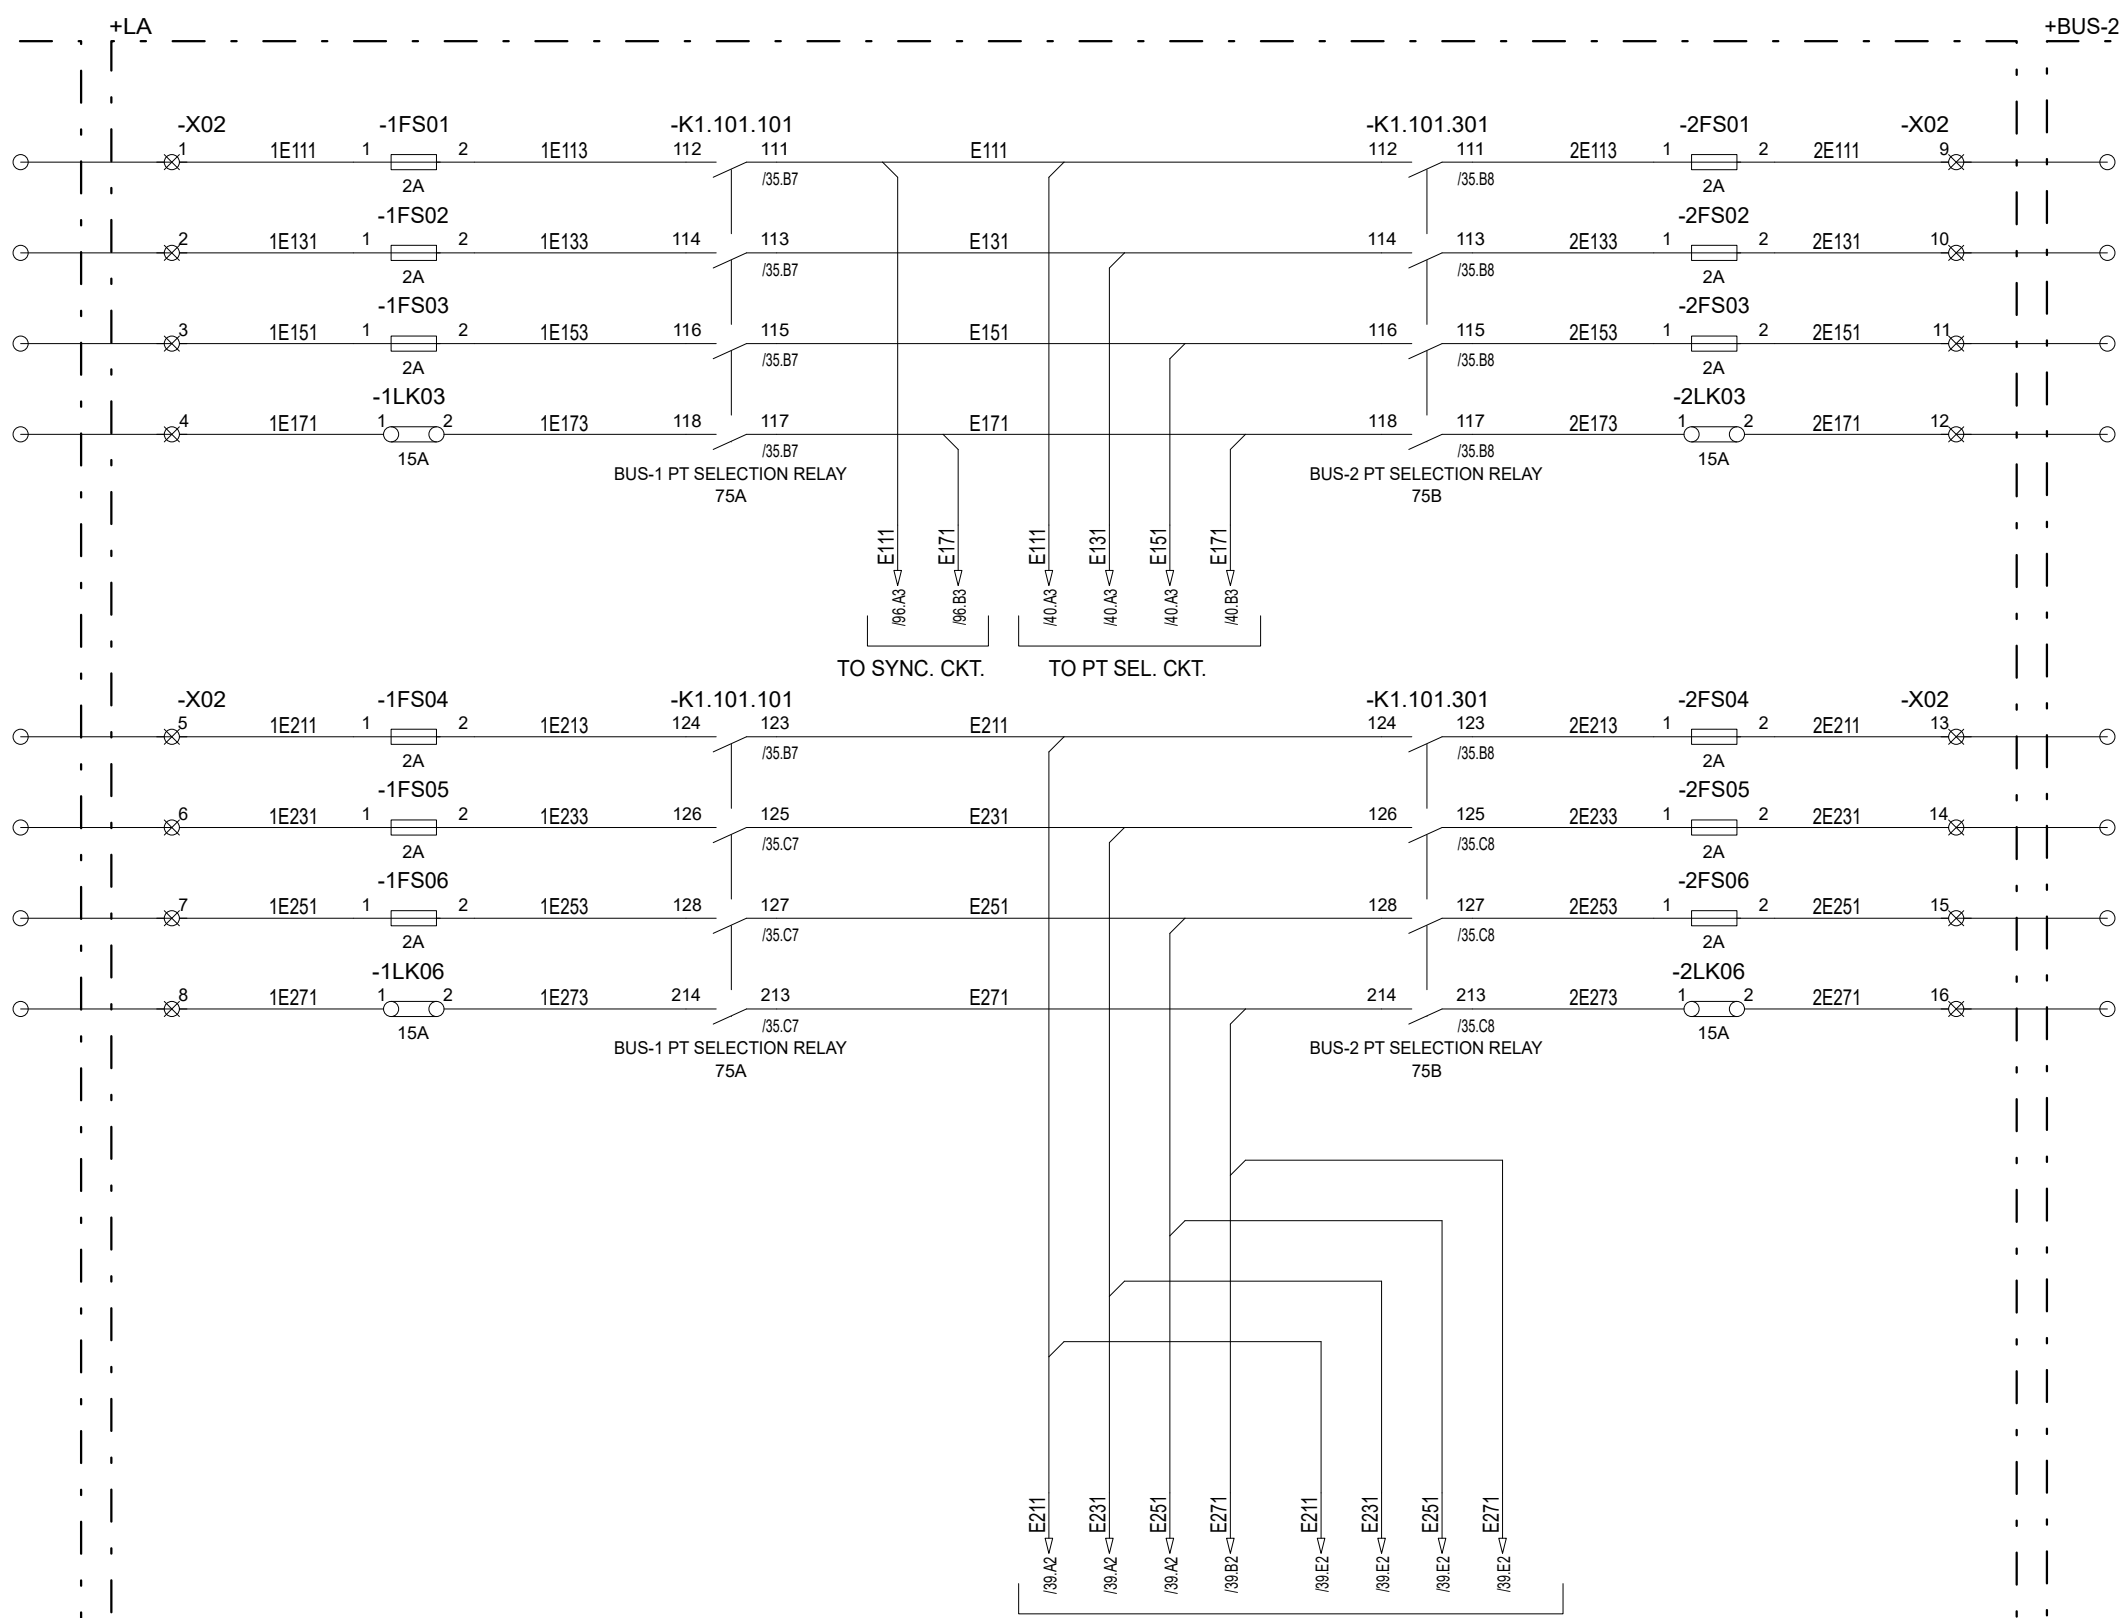 +LA +BUS-2
-X02 -1FS01 -K1.101.101 -K1.101.301 -2FS01 -X02
1 1E111 1 2 1E113 112 111 E111 112 111 2E113 1 2 2E111 9
2A /35.B7 /35.B8 2A
-1FS02 -2FS02
2 1E131 1 2 1E133 114 113 E131 114 113 2E133 1 2 2E131 10
2A /35.B7 /35.B8 2A
-1FS03 -2FS03
3 1E151 1 2 1E153 116 115 E151 116 115 2E153 1 2 2E151 11
2A /35.B7 /35.B8 2A
-1LK03 -2LK03
4 1E171 1 2 1E173 118 117 E171 118 117 2E173 1 2 2E171 12
15A /35.B7 /35.B8 15A
BUS-1 PT SELECTION RELAY BUS-2 PT SELECTION RELAY
75A 75B
E111 E171 E111 E131 E151 E171
/96.A3 /96.B3 /40.A3 /40.A3 /40.A3 /40.B3
TO SYNC. CKT. TO PT SEL. CKT.
-X02 -1FS04 -K1.101.101 -K1.101.301 -2FS04 -X02
5 1E211 1 2 1E213 124 123 E211 124 123 2E213 1 2 2E211 13
2A /35.B7 /35.B8 2A
-1FS05 -2FS05
6 1E231 1 2 1E233 126 125 E231 126 125 2E233 1 2 2E231 14
2A /35.C7 /35.C8 2A
-1FS06 -2FS06
7 1E251 1 2 1E253 128 127 E251 128 127 2E253 1 2 2E251 15
2A /35.C7 /35.C8 2A
-1LK06 -2LK06
8 1E271 1 2 1E273 214 213 E271 214 213 2E273 1 2 2E271 16
15A /35.C7 /35.C8 15A
BUS-1 PT SELECTION RELAY BUS-2 PT SELECTION RELAY
75A 75B
E211 E231 E251 E271 E211 E231 E251 E271
/39.A2 /39.A2 /39.A2 /39.B2 /39.E2 /39.E2 /39.E2 /39.E2